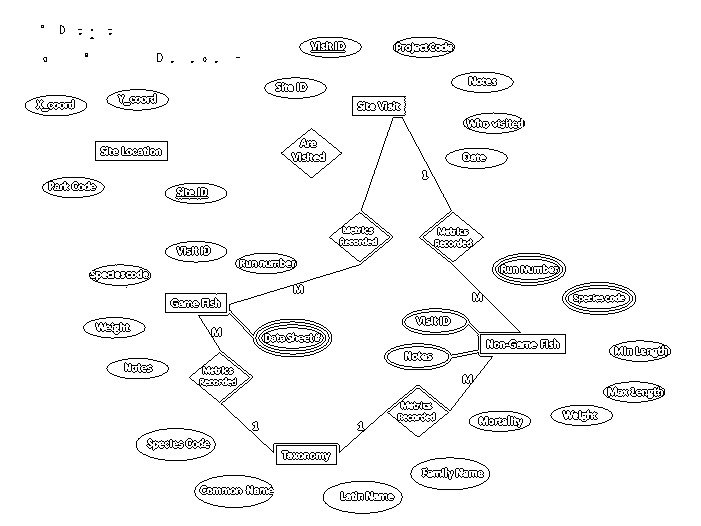 Visit ID
Project Code
Site ID
Notes
X_coord
Y_coord
Site Visit
Who visited
Are
Visited
Site Location
Date
Park Code
Site ID
1
Metrics
Recorded
Metrics
Recorded
Visit ID
Run number
Species code
Run Number
M
M
Species code
Game Fish
Weight
M
Data Sheet #
Visit ID
Non-Game Fish
Min Length
Notes
Notes
Metrics
Recorded
M
Max Length
Metrics
Recorded
Weight
Mortality
1
1
Species Code
Taxonomy
Family Name
Common Name
Latin Name